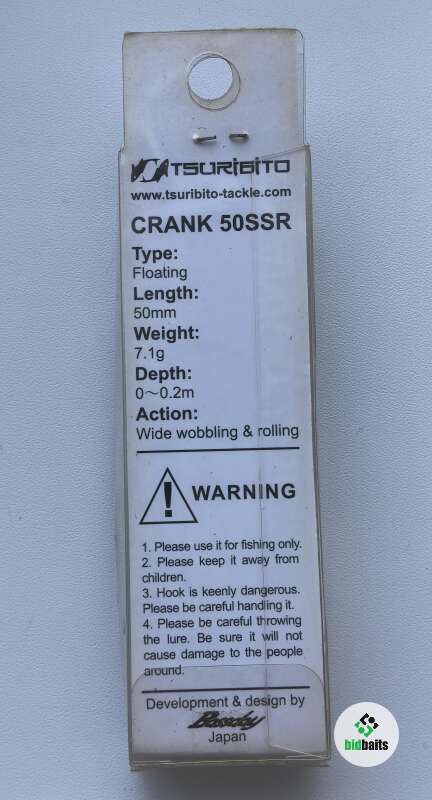 TSURIBITO
www.tsuribito-tackle.com
CRANK 50SSR
Type:
Floating
Length:
50mm
Weight:
7.1g
Depth:
0～0.2m
Action:
Wide wobbling & rolling
! WARNING
1. Please use it for fishing only.
2. Please keep it away from
children.
3. Hook is keenly dangerous.
Please be careful handling it.
4. Please be careful throwing
the lure. Be sure it will not
cause damage to the people
around.
Development & design by
Bassday
Japan
bidbaits